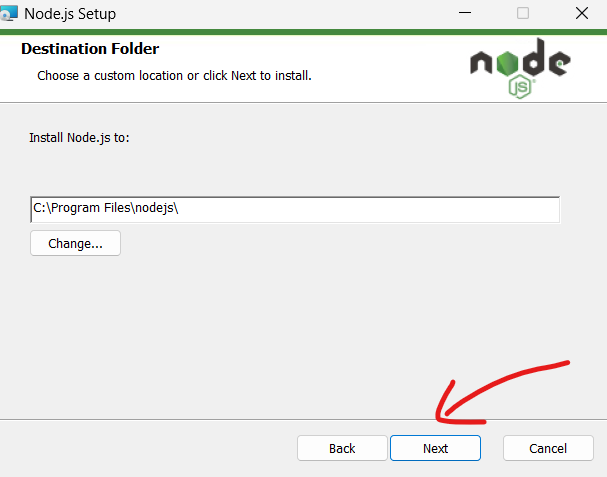 Node.js Setup
Destination Folder
Choose a custom location or click Next to install.
node
JS
Install Node.js to:
C:\Program Files\nodejs\
Change...
Back
Next
Cancel